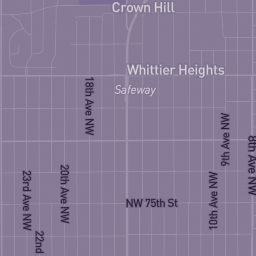 Crown Hill
Whittier Heights
Safeway
18th Ave NW
9th Ave NW
8th Ave NW
20th Ave NW
23rd Ave NW
10th Ave NW
NW 75th St
22nd